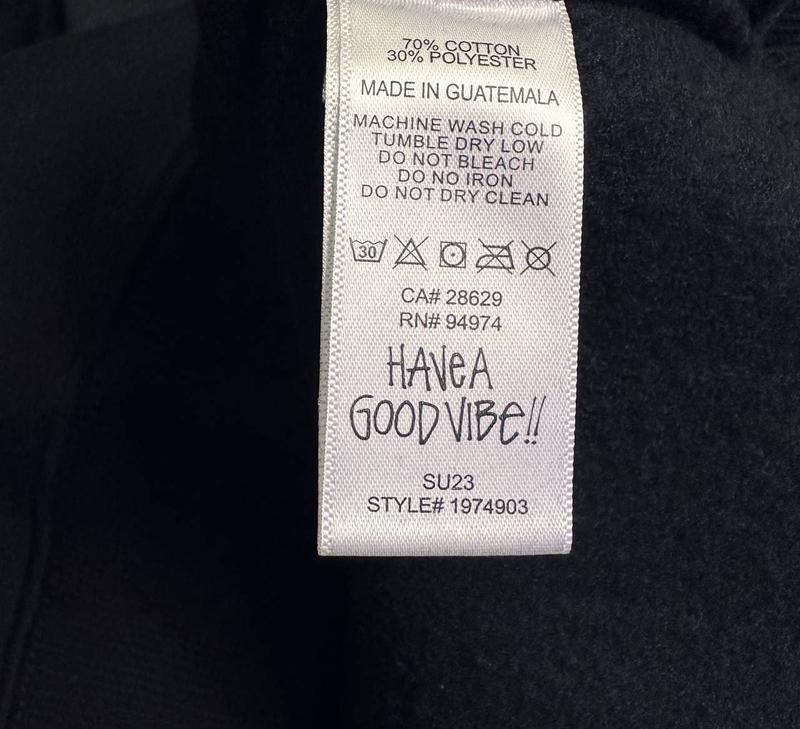 70% COTTON
30% POLYESTER
MADE IN GUATEMALA
MACHINE WASH COLD
TUMBLE DRY LOW
DO NOT BLEACH
DO NO IRON
DO NOT DRY CLEAN
30
CA# 28629
RN# 94974
HAVe A
GOOD VIBe!!
SU23
STYLE# 1974903